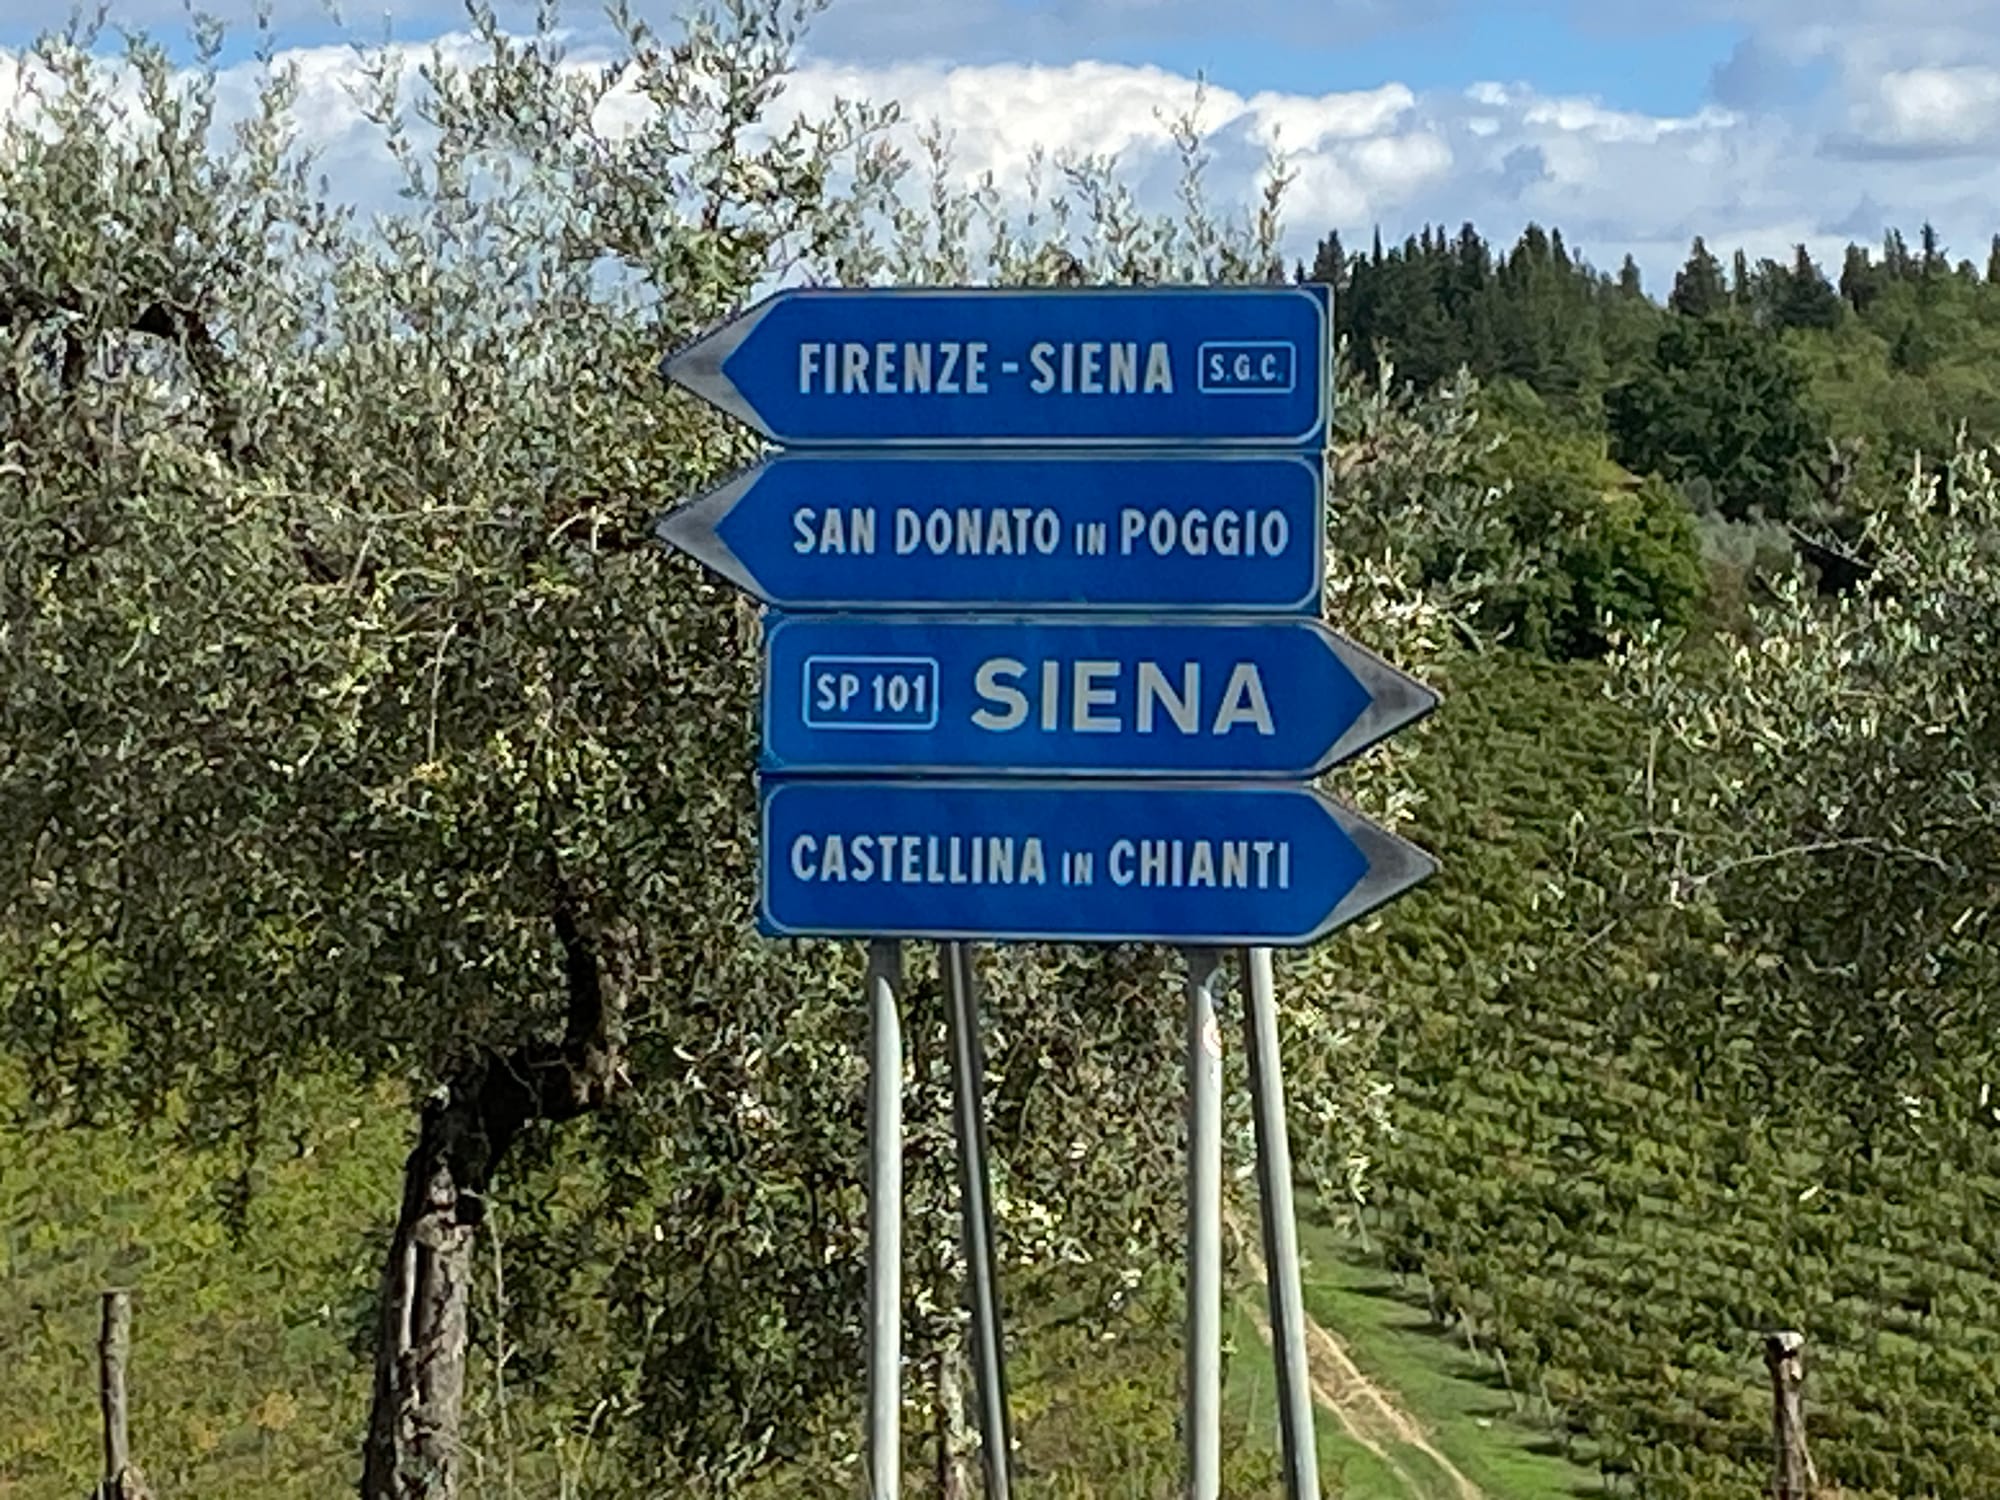 FIRENZE - SIENA S.G.C.
SAN DONATO IN POGGIO
SP 101 SIENA
CASTELLINA IN CHIANTI